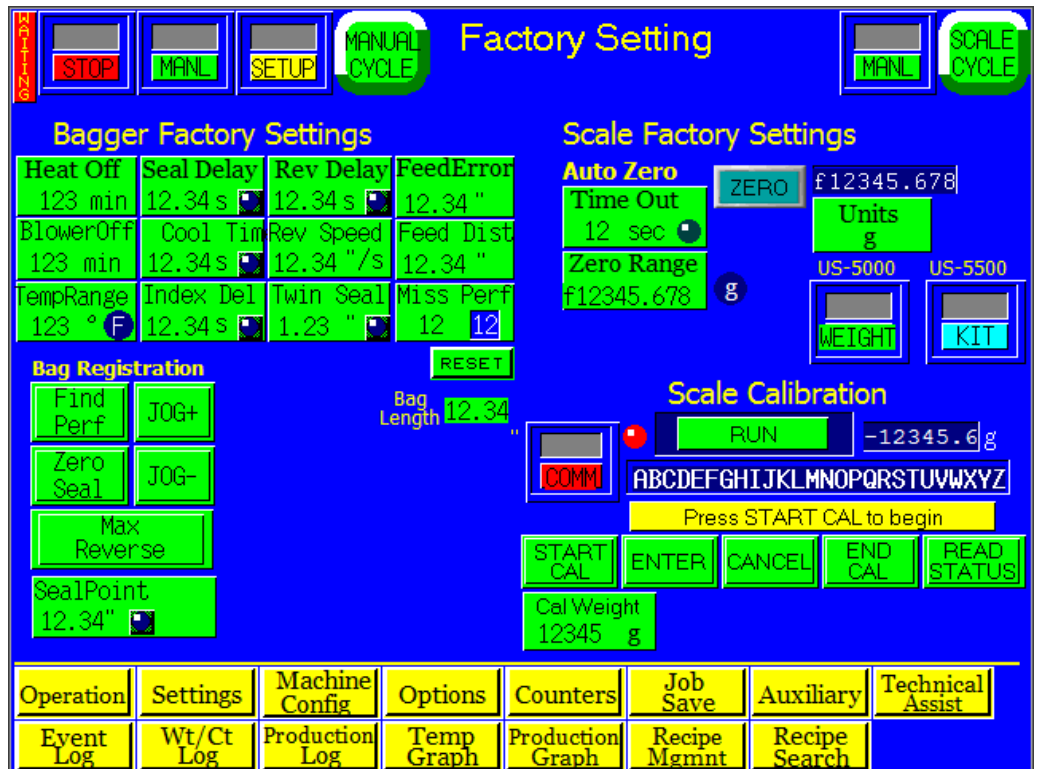 WAITING
STOP
MANL
SETUP
MANUAL
CYCLE
Factory Setting
MANL
SCALE
CYCLE
Bagger Factory Settings
Heat Off
123 min
Seal Delay
12.34 s
Rev Delay
12.34 s
FeedError
12.34 "
BlowerOff
123 min
Cool Tim
12.34 s
Rev Speed
12.34 "/s
Feed Dist
12.34 "
TempRange
123 ° F
Index Del
12.34 s
Twin Seal
1.23 "
Miss Perf
12 12
RESET
Bag Registration
Find
Perf
JOG+
Bag
Length 12.34
"
Zero
Seal
JOG-
Max
Reverse
SealPoint
12.34"
Scale Factory Settings
Auto Zero
Time Out
12 sec
ZERO
f12345.678
Units
g
Zero Range
f12345.678 g
US-5000
WEIGHT
US-5500
KIT
Scale Calibration
COMM
RUN
-12345.6 g
ABCDEFGHIJKLMNOPQRSTUVWXYZ
Press START CAL to begin
START
CAL
ENTER
CANCEL
END
CAL
READ
STATUS
Cal Weight
12345 g
Operation
Settings
Machine
Config
Options
Counters
Job
Save
Auxiliary
Technical
Assist
Event
Log
Wt/Ct
Log
Production
Log
Temp
Graph
Production
Graph
Recipe
Mgmnt
Recipe
Search